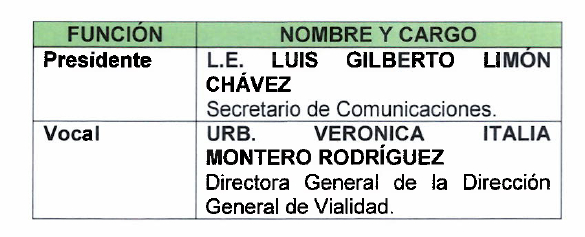 FUNCIÓN NOMBRE Y CARGO
Presidente L.E. LUIS GILBERTO LIMÓN
CHÁVEZ
Secretario de Comunicaciones.
Vocal URB. VERONICA ITALIA
MONTERO RODRÍGUEZ
Directora General de la Dirección
General de Vialidad.